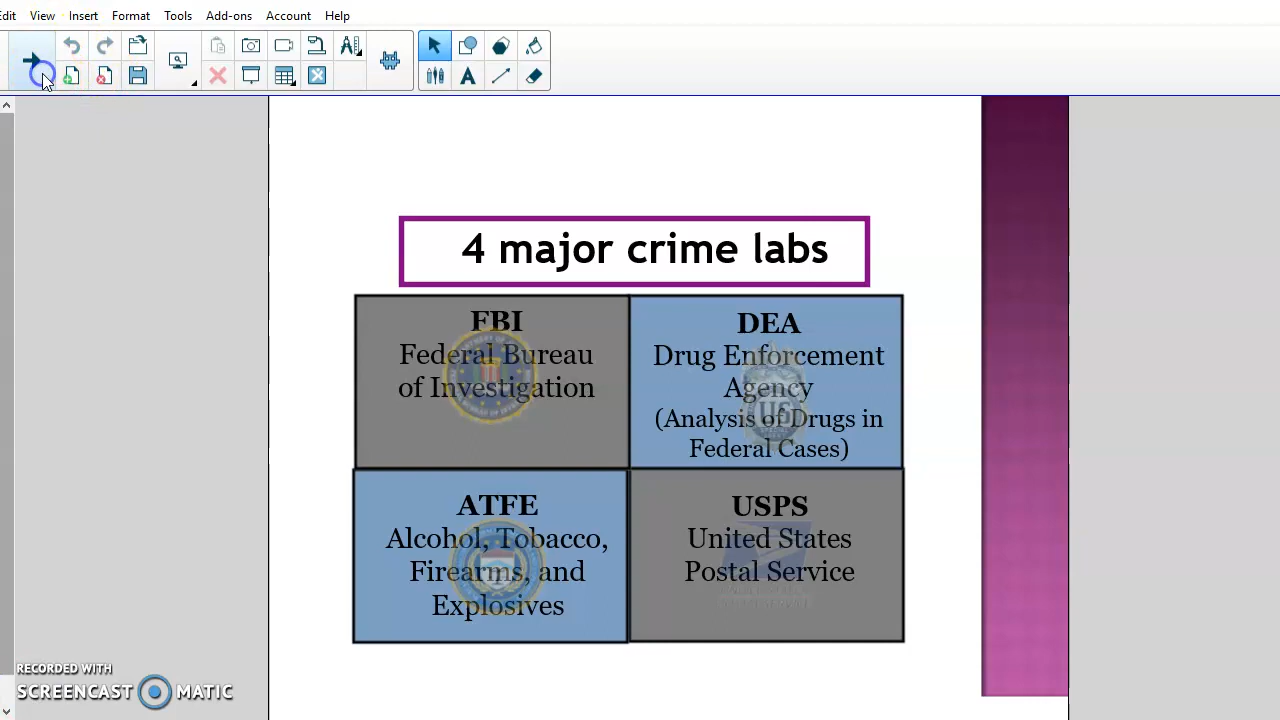 Edit View Insert Format Tools Add-ons Account Help
4 major crime labs
FBI
Federal Bureau
of Investigation
DEA
Drug Enforcement
Agency
(Analysis of Drugs in
Federal Cases)
ATFE
Alcohol, Tobacco,
Firearms, and
Explosives
USPS
United States
Postal Service
RECORDED WITH
SCREENCAST MATIC